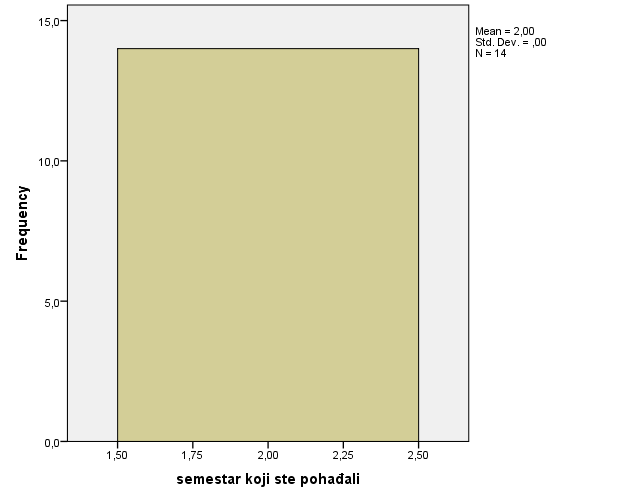 15,0
10,0
5,0
0,0
Frequency
1,50 1,75 2,00 2,25 2,50
semestar koji ste pohađali
Mean = 2,00
Std. Dev. = ,00
N = 14